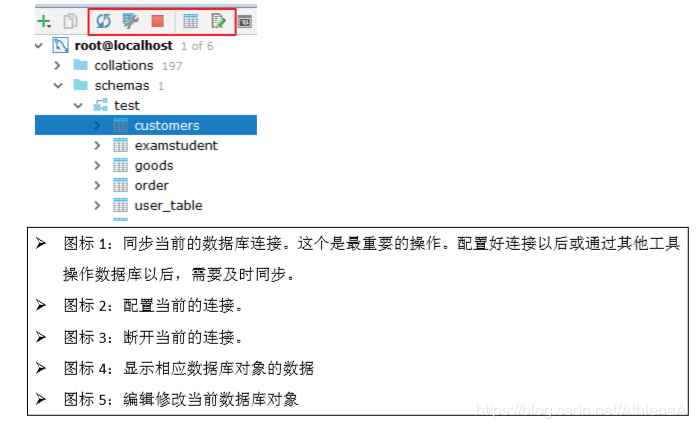 root@localhost 1 of 6
collations 197
schemas 1
test
customers
examstudent
goods
order
user_table
➢ 图标 1：同步当前的数据库连接。这个是最重要的操作。配置好连接以后或通过其他工具
操作数据库以后，需要及时同步。
➢ 图标 2：配置当前的连接。
➢ 图标 3：断开当前的连接。
➢ 图标 4：显示相应数据库对象的数据
➢ 图标 5：编辑修改当前数据库对象